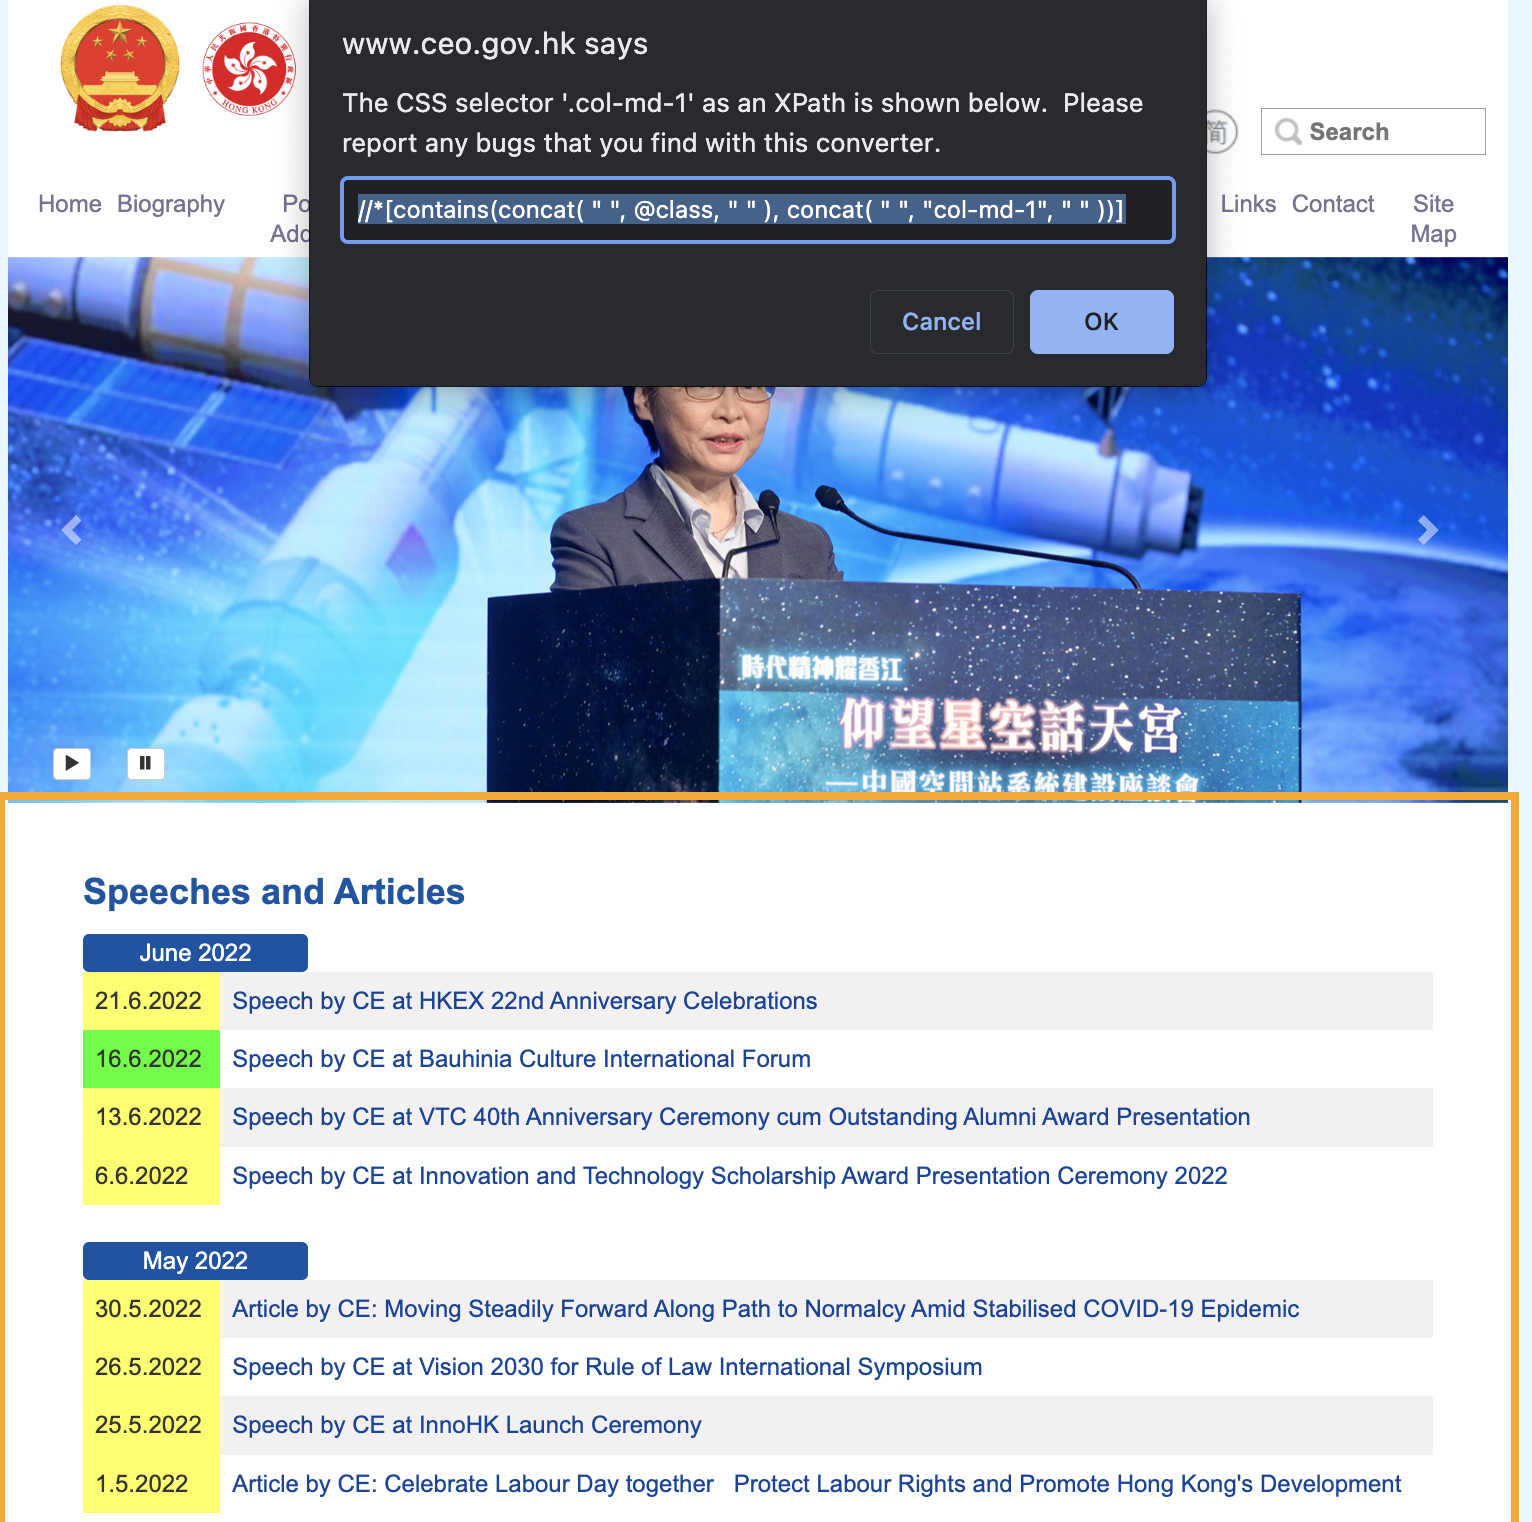 www.ceo.gov.hk says
The CSS selector '.col-md-1' as an XPath is shown below.  Please
report any bugs that you find with this converter.
//*[contains(concat( " ", @class, " " ), concat( " ", "col-md-1", " " ))]
Cancel OK
HONG KONG
简 Search
Home Biography Po
Add
Links Contact Site
Map
時代精神耀香江
仰望星空話天宮
—中國空間站系統建設座談會
Speeches and Articles
June 2022
21.6.2022 Speech by CE at HKEX 22nd Anniversary Celebrations
16.6.2022 Speech by CE at Bauhinia Culture International Forum
13.6.2022 Speech by CE at VTC 40th Anniversary Ceremony cum Outstanding Alumni Award Presentation
6.6.2022 Speech by CE at Innovation and Technology Scholarship Award Presentation Ceremony 2022
May 2022
30.5.2022 Article by CE: Moving Steadily Forward Along Path to Normalcy Amid Stabilised COVID-19 Epidemic
26.5.2022 Speech by CE at Vision 2030 for Rule of Law International Symposium
25.5.2022 Speech by CE at InnoHK Launch Ceremony
1.5.2022 Article by CE: Celebrate Labour Day together   Protect Labour Rights and Promote Hong Kong's Development